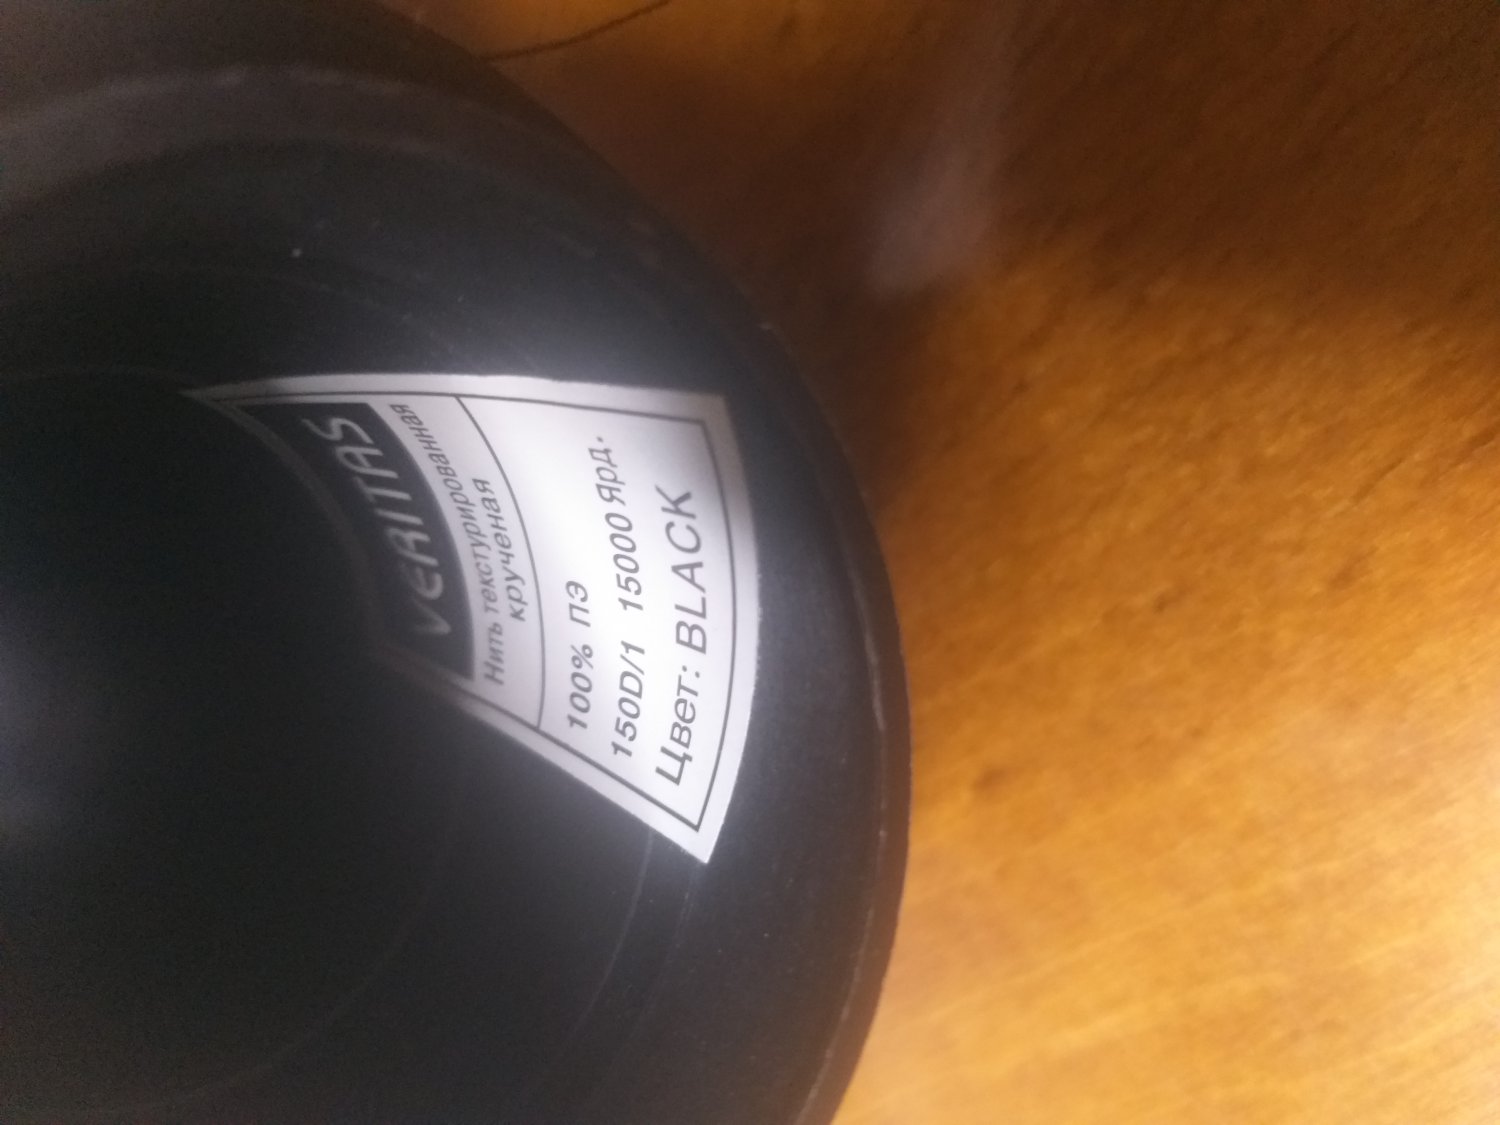 VERITAS
Нить текстурированная
крученая
100% ПЭ
150D/1 15000 Ярд.
Цвет: BLACK